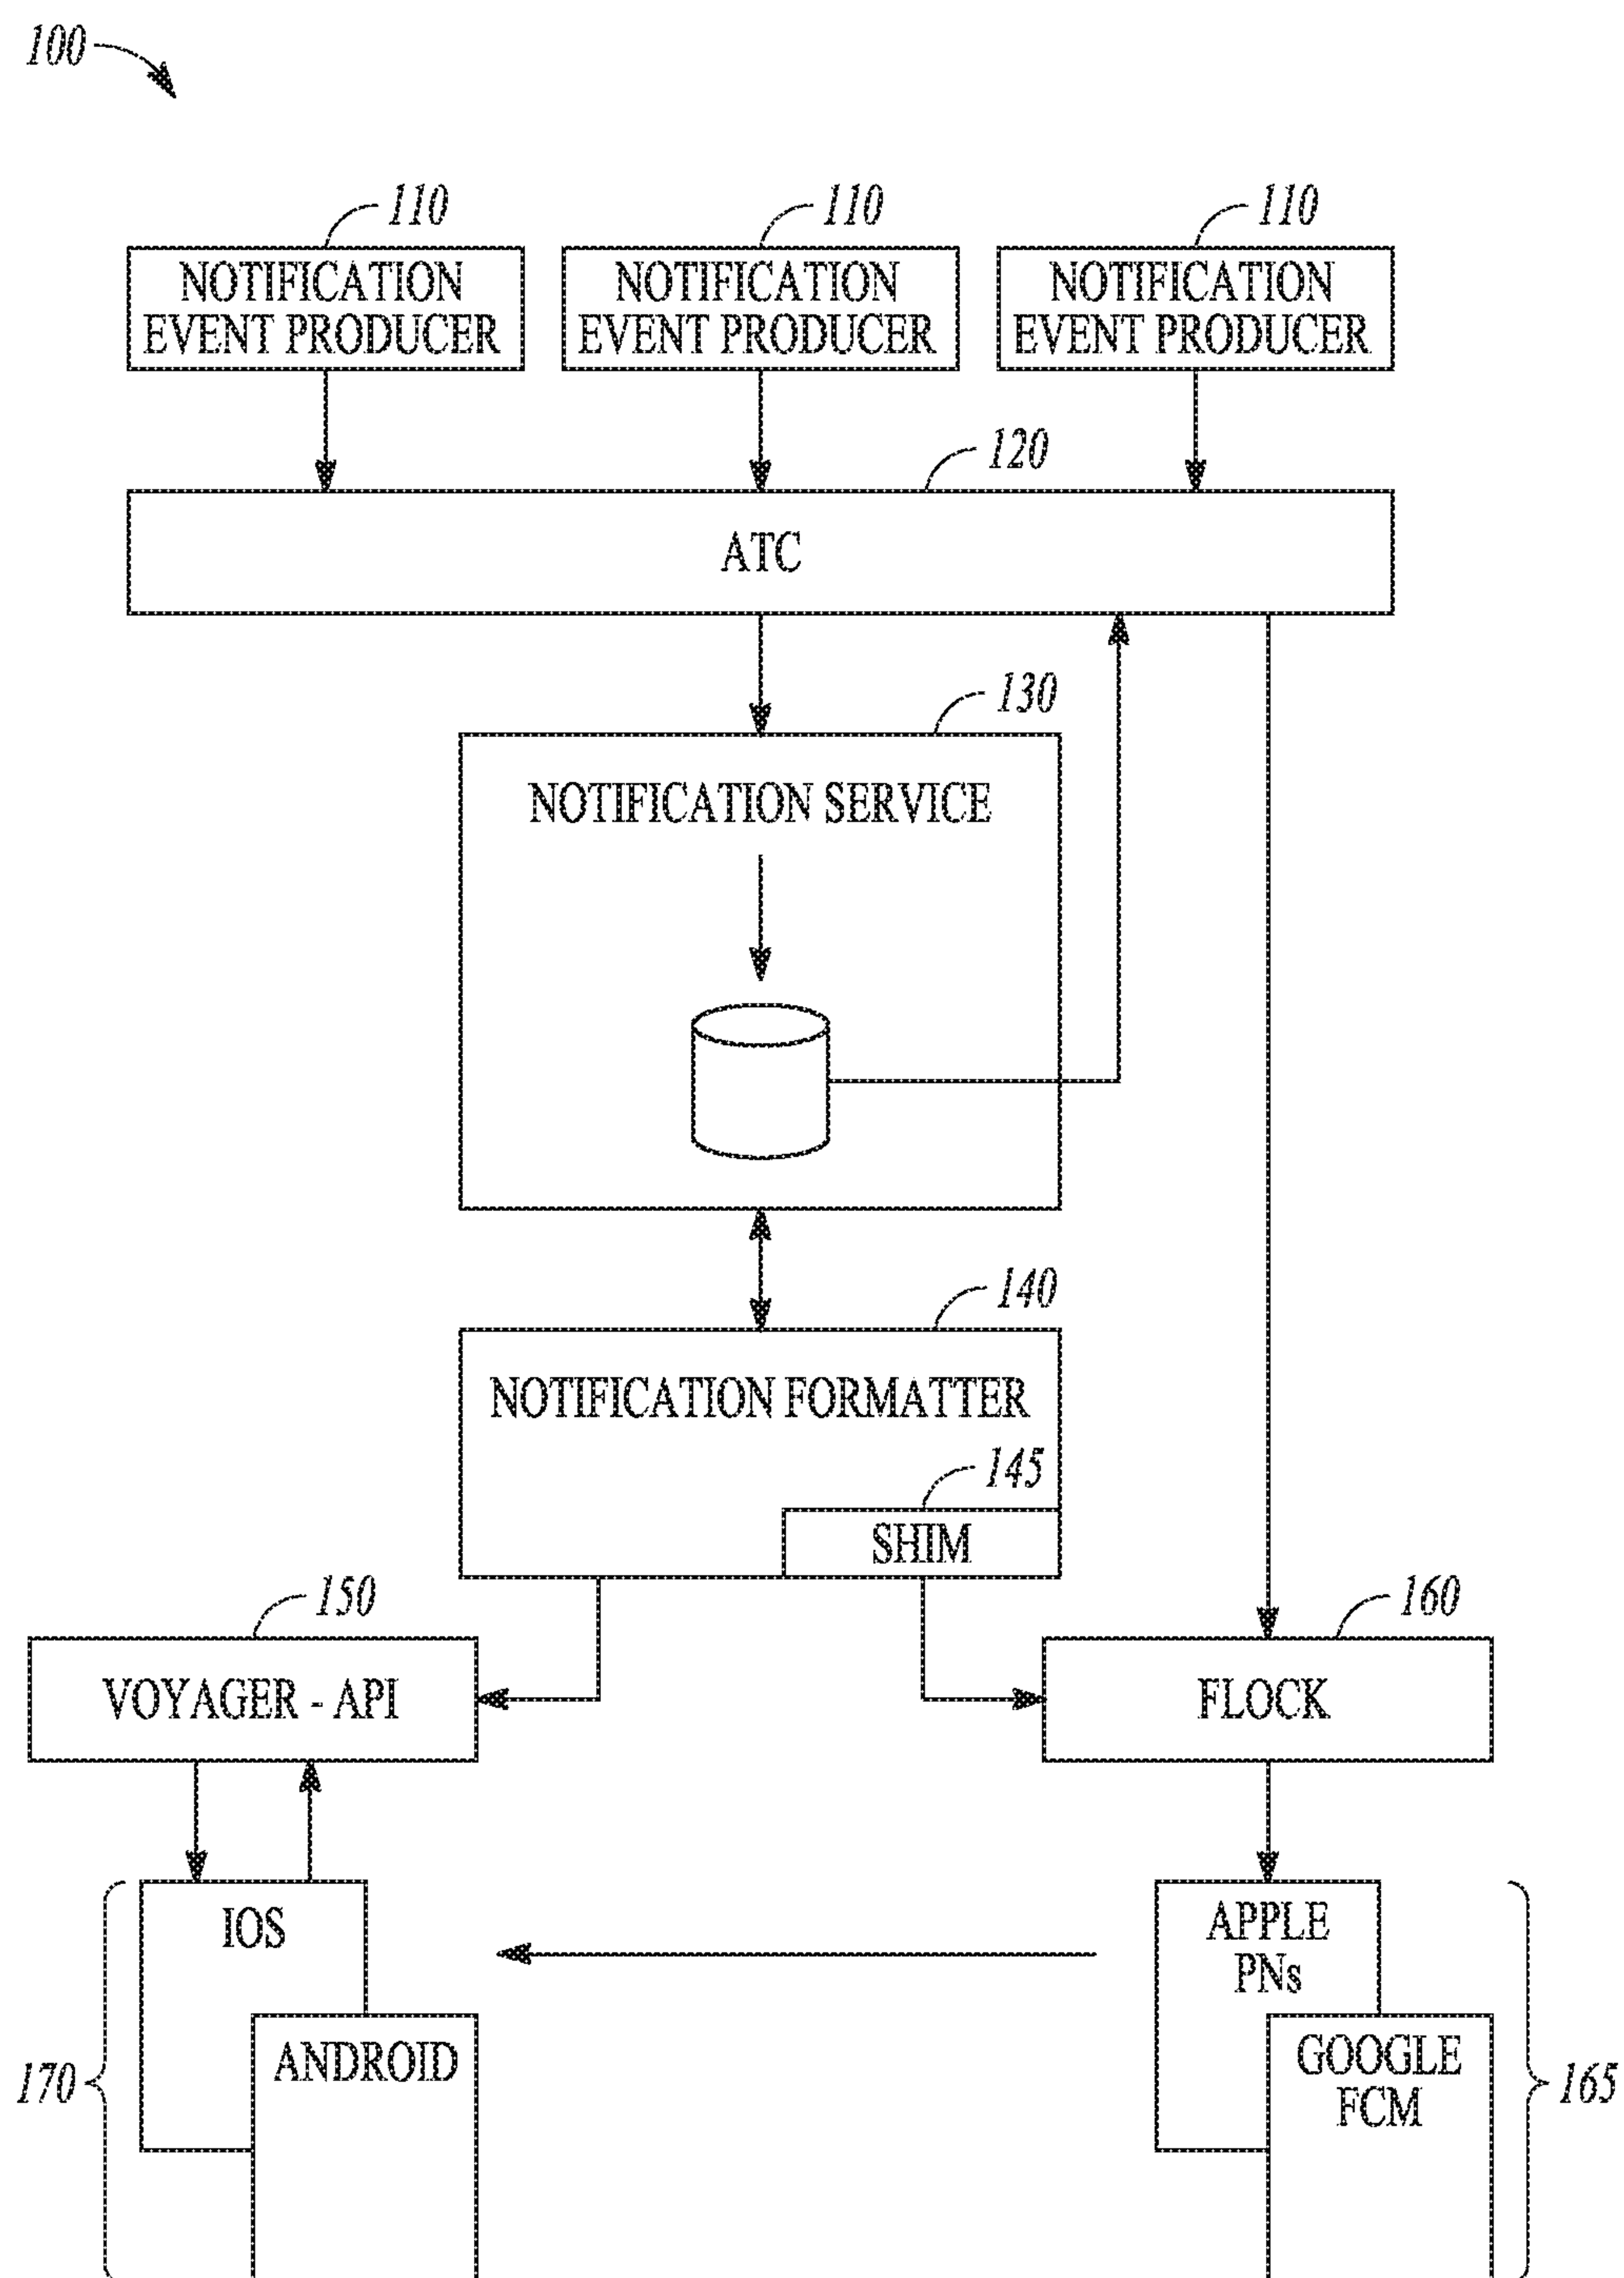 100
110
110
110
NOTIFICATION
EVENT PRODUCER
NOTIFICATION
EVENT PRODUCER
NOTIFICATION
EVENT PRODUCER
120
ATC
130
NOTIFICATION SERVICE
140
NOTIFICATION FORMATTER
145
SHIM
150
VOYAGER - API
160
FLOCK
IOS
ANDROID
170
APPLE
PNs
GOOGLE
FCM
165